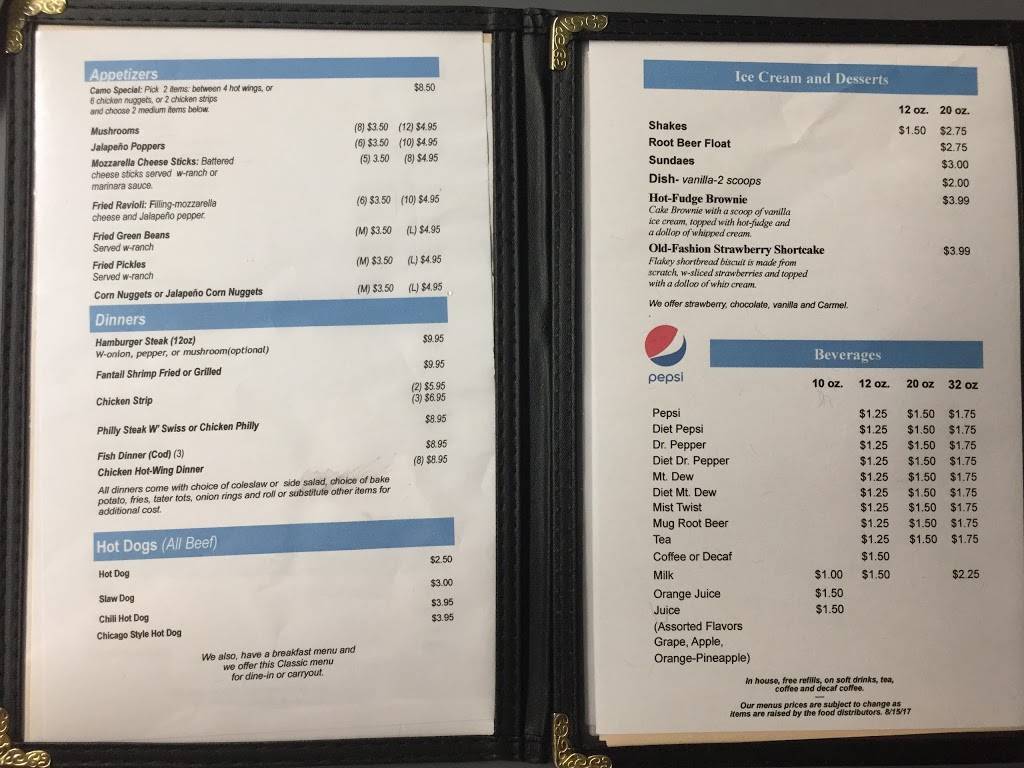 Appetizers
Camo Special: Pick 2 items: between 4 hot wings, or $8.50
6 chicken nuggets, or 2 chicken strips
and choose 2 medium items below.
Mushrooms (8) $3.50 (12) $4.95
Jalapeño Poppers (6) $3.50 (10) $4.95
Mozzarella Cheese Sticks: Battered (5) 3.50 (8) $4.95
cheese sticks served w-ranch or
marinara sauce.
Fried Ravioli: Filling-mozzarella (6) $3.50 (10) $4.95
cheese and Jalapeño pepper.
Fried Green Beans (M) $3.50 (L) $4.95
Served w-ranch
Fried Pickles (M) $3.50 (L) $4.95
Served w-ranch
Corn Nuggets or Jalapeño Corn Nuggets (M) $3.50 (L) $4.95
Dinners
Hamburger Steak (12oz) $9.95
W-onion, pepper, or mushroom(optional)
Fantail Shrimp Fried or Grilled $9.95
(2) $5.95
Chicken Strip (3) $6.95
Philly Steak W' Swiss or Chicken Philly $8.95
Fish Dinner (Cod) (3) $8.95
Chicken Hot-Wing Dinner (8) $8.95
All dinners come with choice of coleslaw or side salad, choice of bake
potato, fries, tater tots, onion rings and roll or substitute other items for
additional cost.
Hot Dogs (All Beef)
Hot Dog $2.50
Slaw Dog $3.00
Chili Hot Dog $3.95
Chicago Style Hot Dog $3.95
We also, have a breakfast menu and
we offer this Classic menu
for dine-in or carryout.
Ice Cream and Desserts
12 oz. 20 oz.
Shakes $1.50 $2.75
Root Beer Float $2.75
Sundaes $3.00
Dish- vanilla-2 scoops $2.00
Hot-Fudge Brownie $3.99
Cake Brownie with a scoop of vanilla
ice cream, topped with hot-fudge and
a dollop of whipped cream.
Old-Fashion Strawberry Shortcake $3.99
Flakey shortbread biscuit is made from
scratch, w-sliced strawberries and topped
with a dolloo of whip cream.
We offer strawberry, chocolate, vanilla and Carmel.
pepsi
Beverages
10 oz. 12 oz. 20 oz 32 oz
Pepsi $1.25 $1.50 $1.75
Diet Pepsi $1.25 $1.50 $1.75
Dr. Pepper $1.25 $1.50 $1.75
Diet Dr. Pepper $1.25 $1.50 $1.75
Mt. Dew $1.25 $1.50 $1.75
Diet Mt. Dew $1.25 $1.50 $1.75
Mist Twist $1.25 $1.50 $1.75
Mug Root Beer $1.25 $1.50 $1.75
Tea $1.25 $1.50 $1.75
Coffee or Decaf $1.50
Milk $1.00 $1.50 $2.25
Orange Juice $1.50
Juice $1.50
(Assorted Flavors
Grape, Apple,
Orange-Pineapple)
In house, free refills, on soft drinks, tea,
coffee and decaf coffee.
Our menus prices are subject to change as
items are raised by the food distributors. 8/15/17